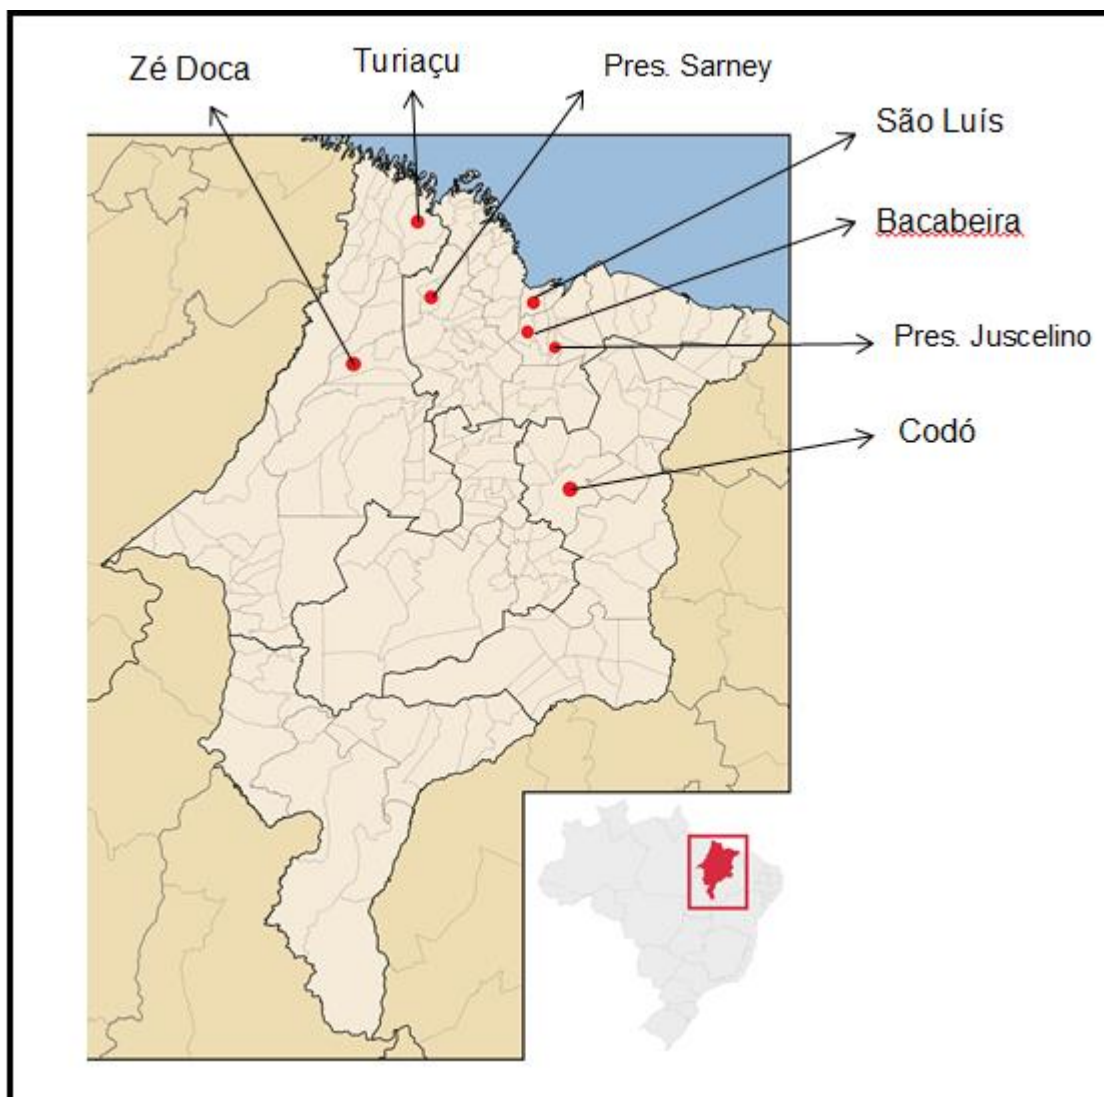 Zé Doca
Turiaçu
Pres. Sarney
São Luís
Bacabeira
Pres. Juscelino
Codó